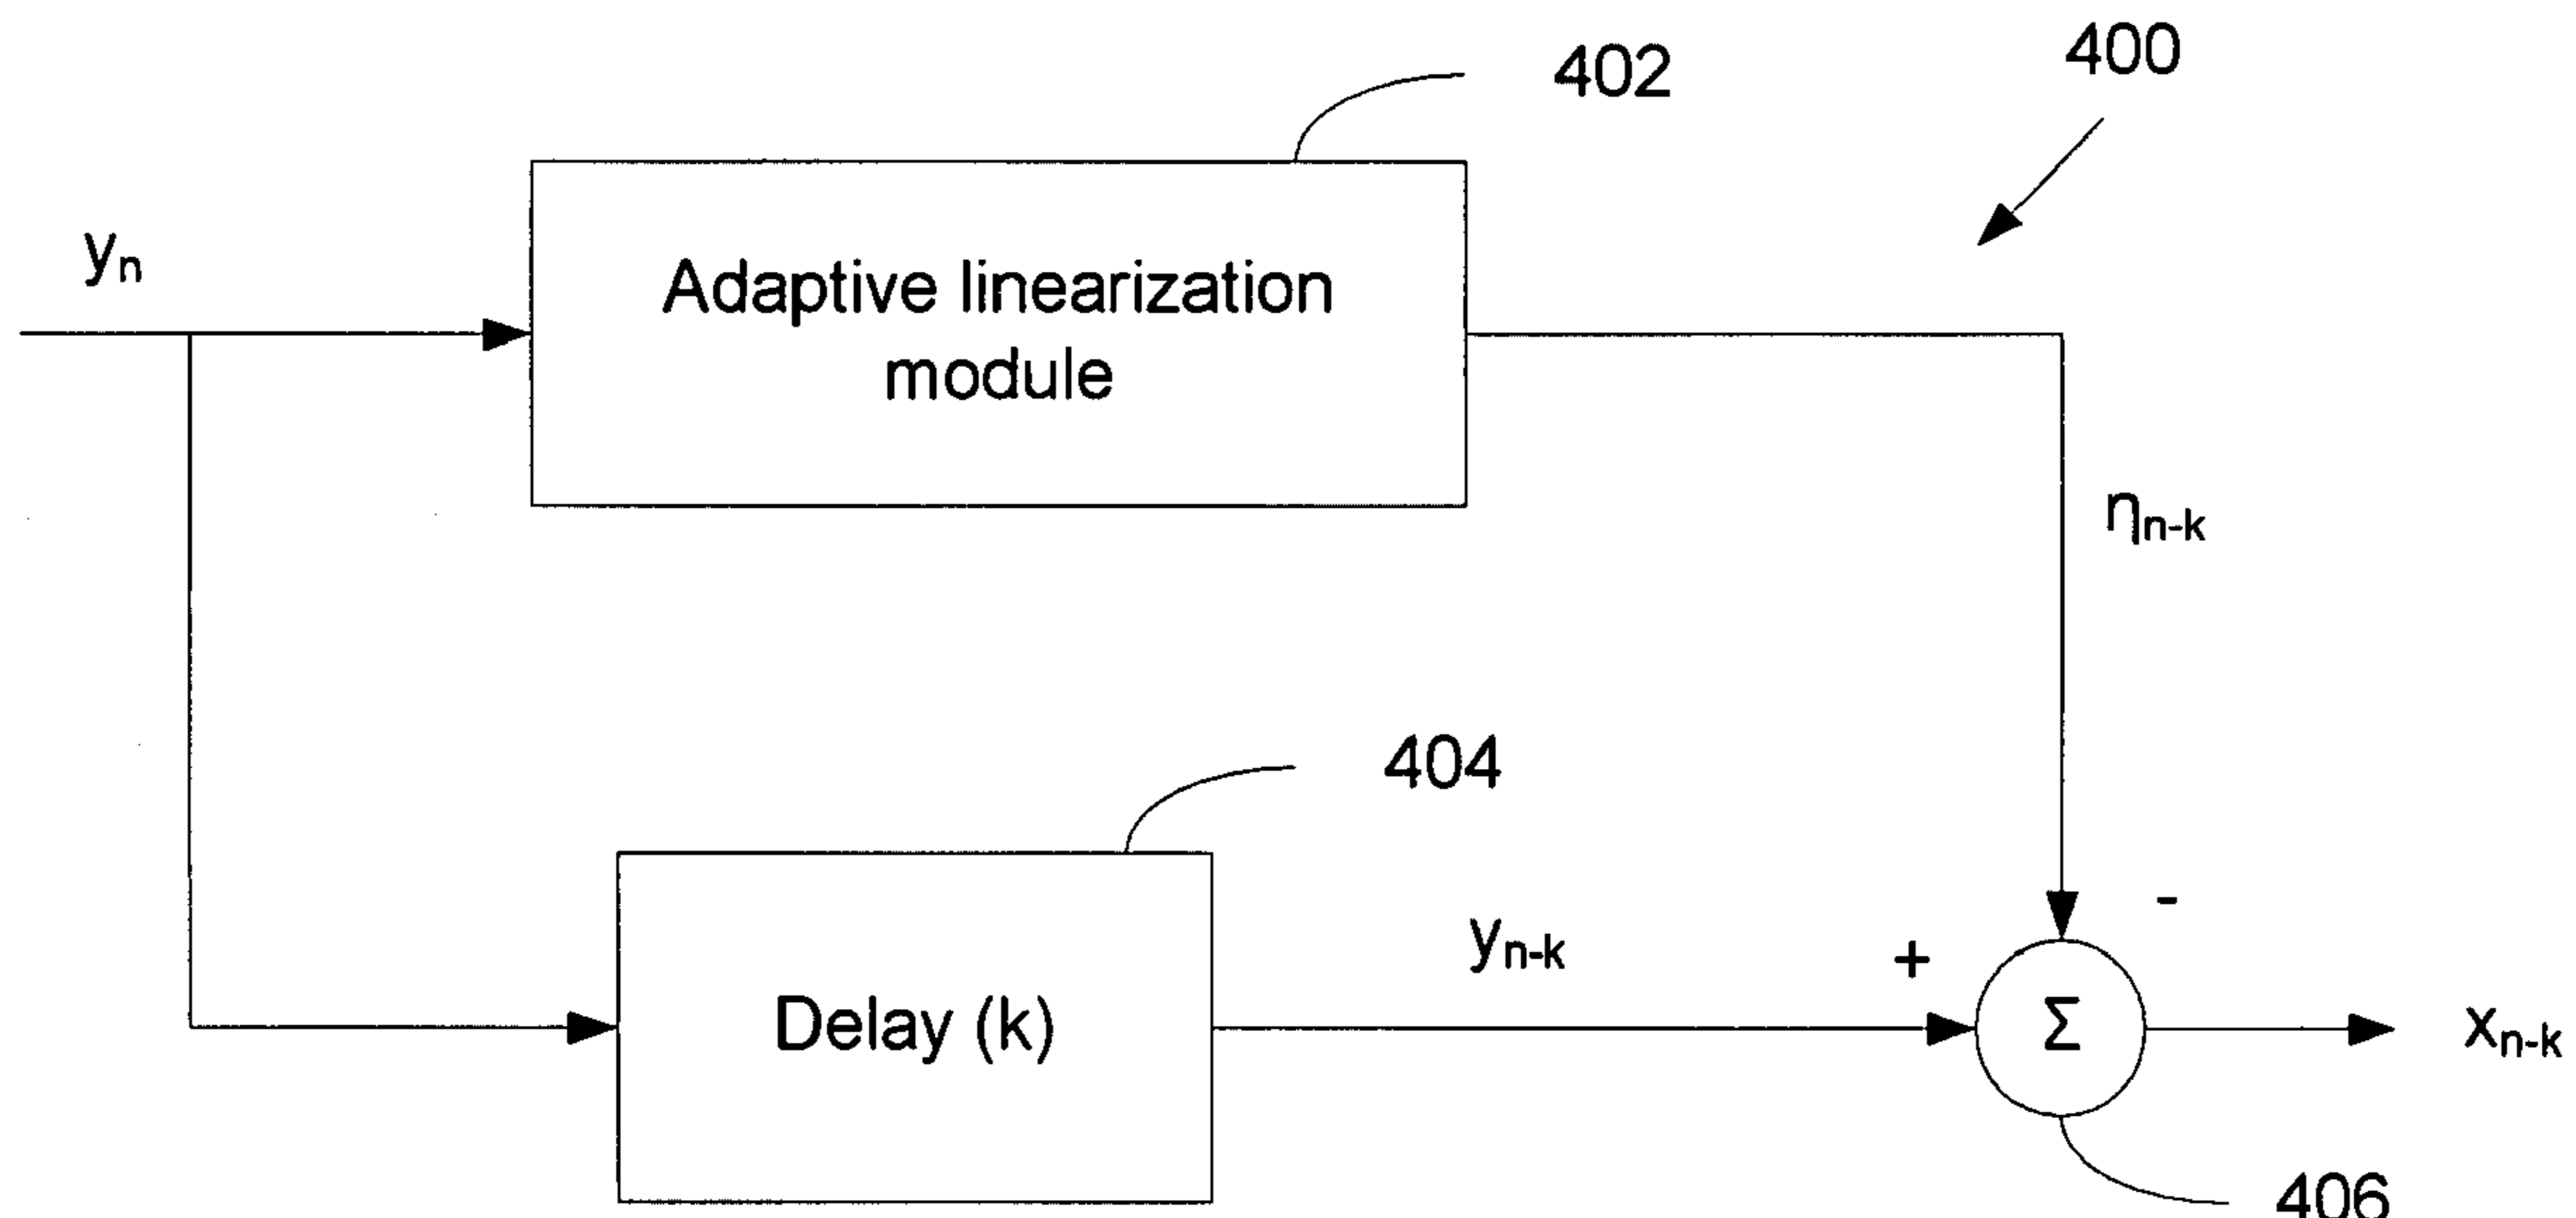 400
402
yn
Adaptive linearization
module
ηn-k
404
-
yn-k
+
Delay (k)
Σ
xn-k
406